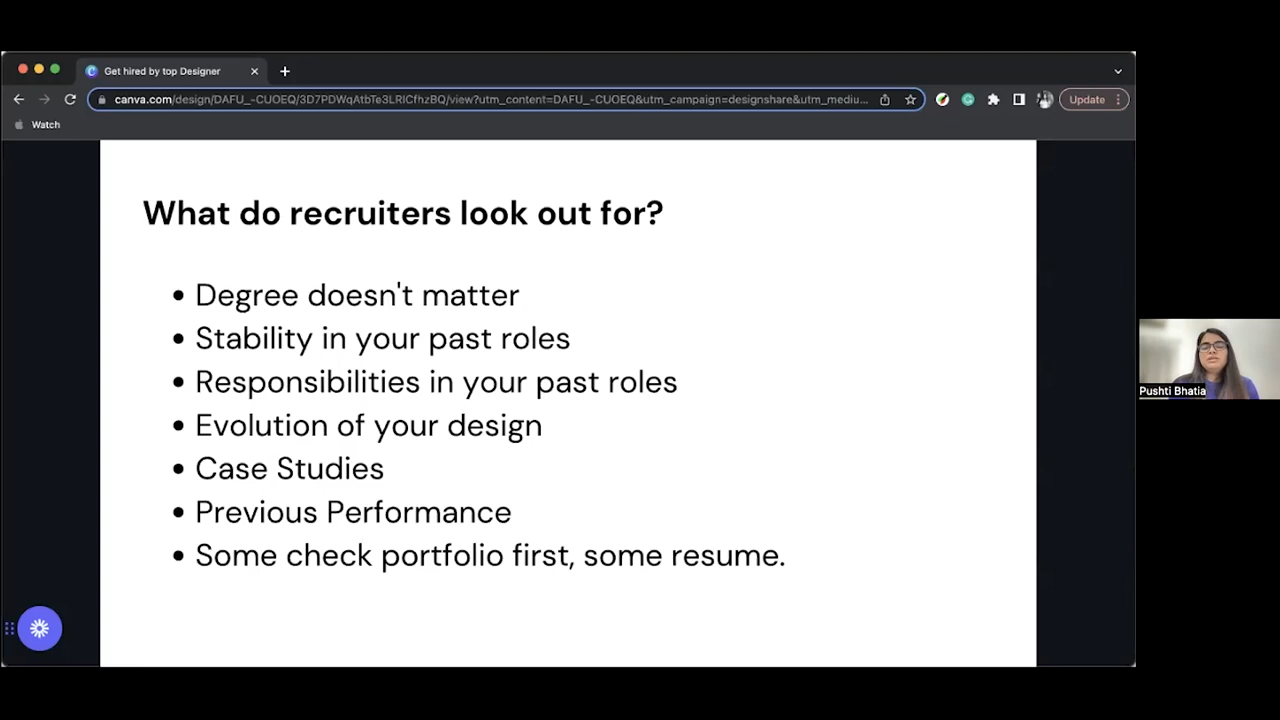 Get hired by top Designer
canva.com/design/DAFU_-CUOEQ/3D7PDWqAtbTe3LRlCfhzBQ/view?utm_content=DAFU_-CUOEQ&utm_campaign=designshare&utm_mediu...
Update
Watch
What do recruiters look out for?
• Degree doesn't matter
• Stability in your past roles
• Responsibilities in your past roles
• Evolution of your design
• Case Studies
• Previous Performance
• Some check portfolio first, some resume.
Pushti Bhatia